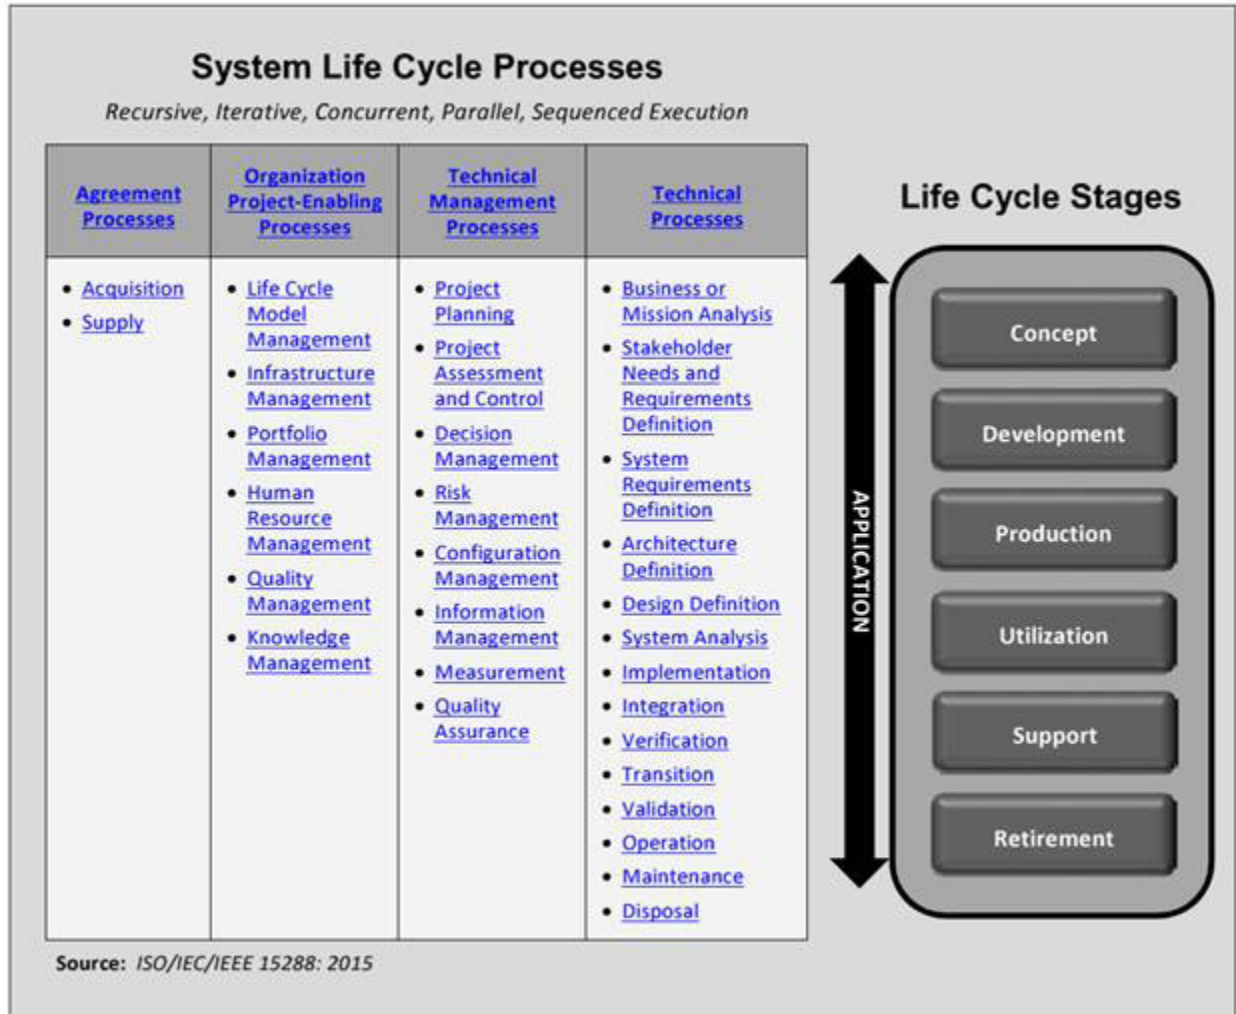 System Life Cycle Processes
Recursive, Iterative, Concurrent, Parallel, Sequenced Execution
Agreement
Processes
Organization
Project-Enabling
Processes
Technical
Management
Processes
Technical
Processes
• Acquisition
• Supply
• Life Cycle
Model
Management
• Infrastructure
Management
• Portfolio
Management
• Human
Resource
Management
• Quality
Management
• Knowledge
Management
• Project
Planning
• Project
Assessment
and Control
• Decision
Management
• Risk
Management
• Configuration
Management
• Information
Management
• Measurement
• Quality
Assurance
• Business or
Mission Analysis
• Stakeholder
Needs and
Requirements
Definition
• System
Requirements
Definition
• Architecture
Definition
• Design Definition
• System Analysis
• Implementation
• Integration
• Verification
• Transition
• Validation
• Operation
• Maintenance
• Disposal
Source: ISO/IEC/IEEE 15288: 2015
Life Cycle Stages
APPLICATION
Concept
Development
Production
Utilization
Support
Retirement